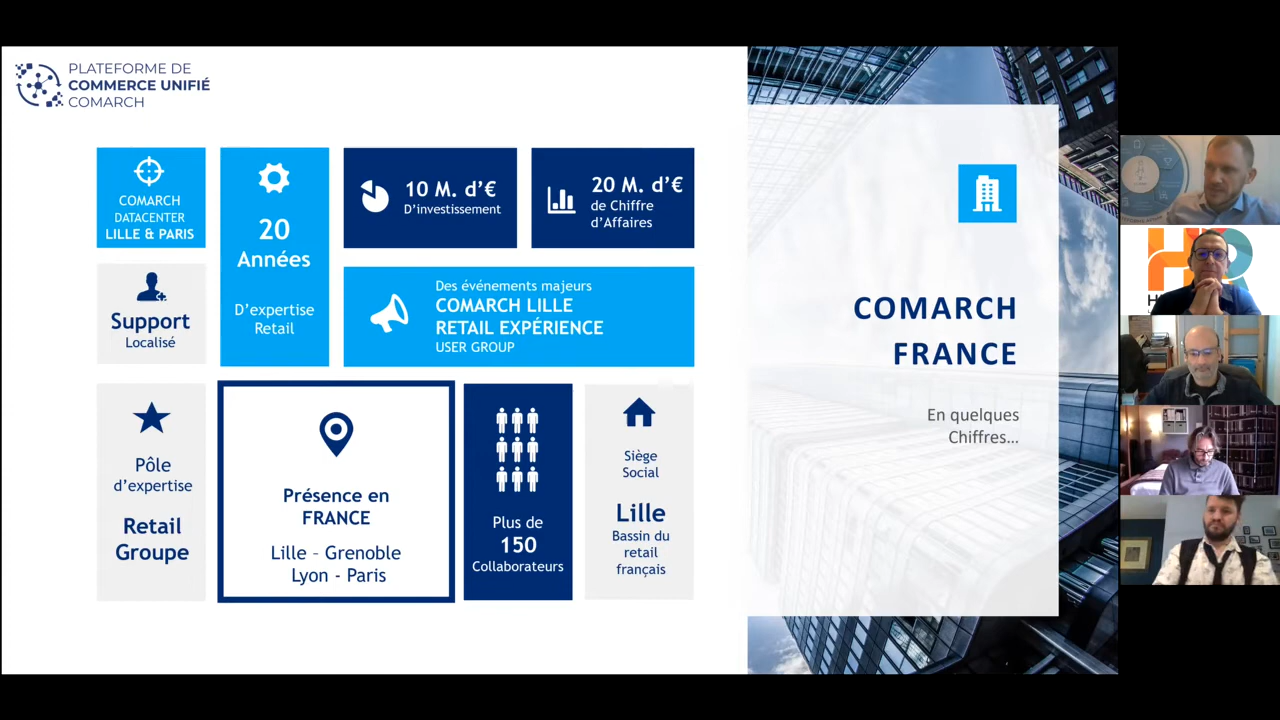 PLATEFORME DE
COMMERCE UNIFIÉ
COMARCH
COMARCH
DATACENTER
LILLE & PARIS
20
Années
D'expertise
Retail
10 M. d'€
D'investissement
20 M. d'€
de Chiffre
d'Affaires
Support
Localisé
Des événements majeurs
COMARCH LILLE
RETAIL EXPÉRIENCE
USER GROUP
Pôle
d'expertise
Retail
Groupe
Présence en
FRANCE
Lille - Grenoble
Lyon - Paris
Plus de
150
Collaborateurs
Siège
Social
Lille
Bassin du
retail
français
COMARCH
FRANCE
En quelques
Chiffres...
HR